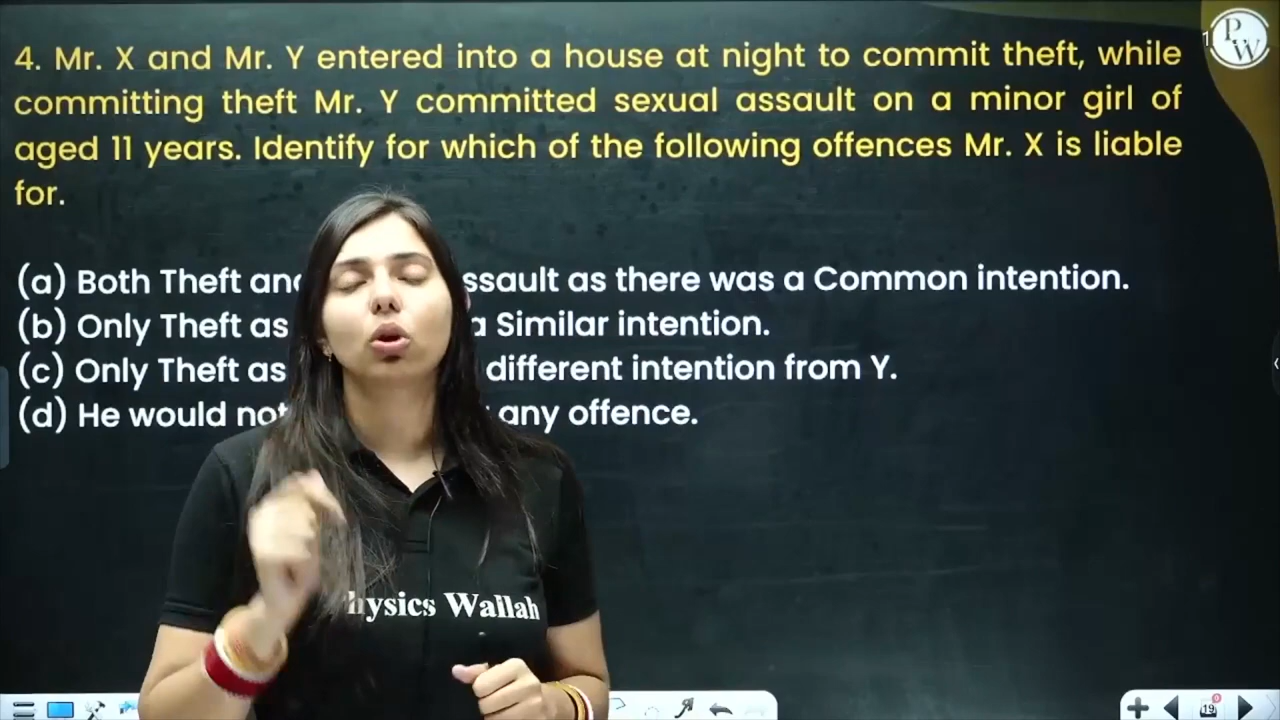 4. Mr. X and Mr. Y entered into a house at night to commit theft, while
committing theft Mr. Y committed sexual assault on a minor girl of
aged 11 years. Identify for which of the following offences Mr. X is liable
for.
(a) Both Theft and ssault as there was a Common intention.
(b) Only Theft as a Similar intention.
(c) Only Theft as different intention from Y.
(d) He would not any offence.
hysics Wallah
PW
19